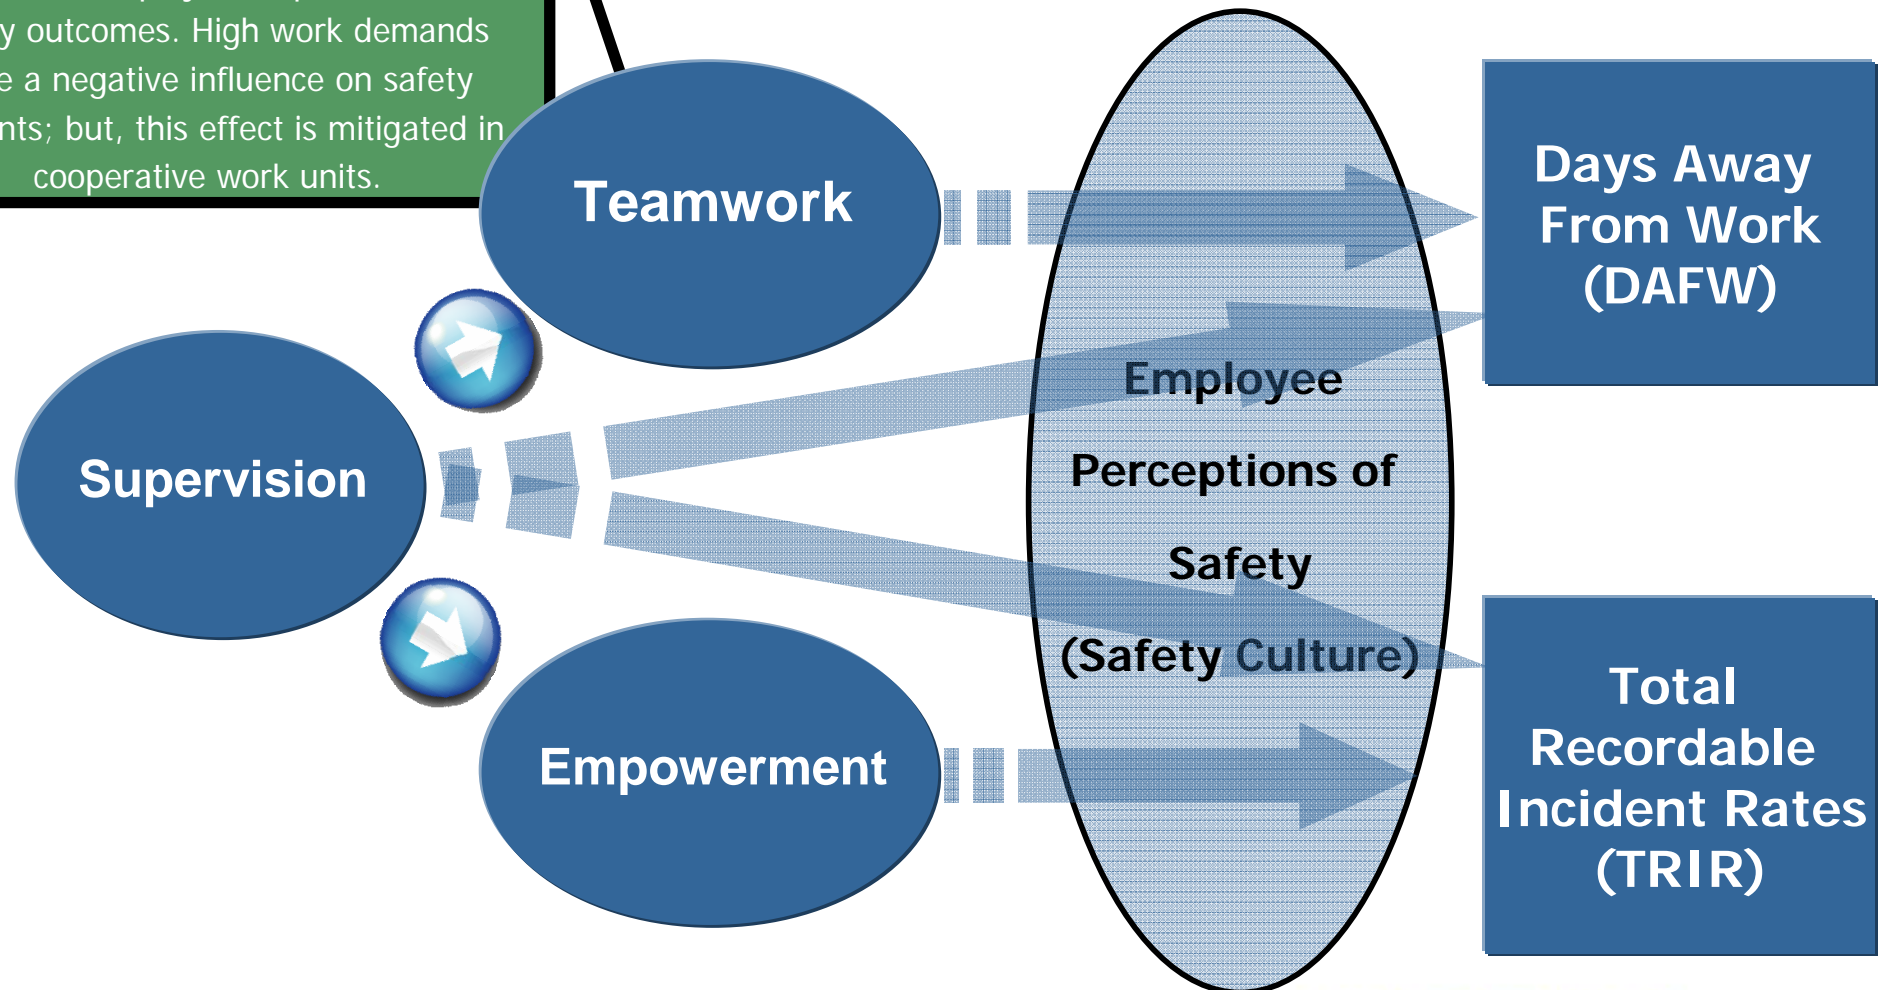 y outcomes. High work demands
e a negative influence on safety
nts; but, this effect is mitigated in
cooperative work units.
Teamwork
Supervision
Empowerment
Employee
Perceptions of
Safety
(Safety Culture)
Days Away
From Work
(DAFW)
Total
Recordable
Incident Rates
(TRIR)